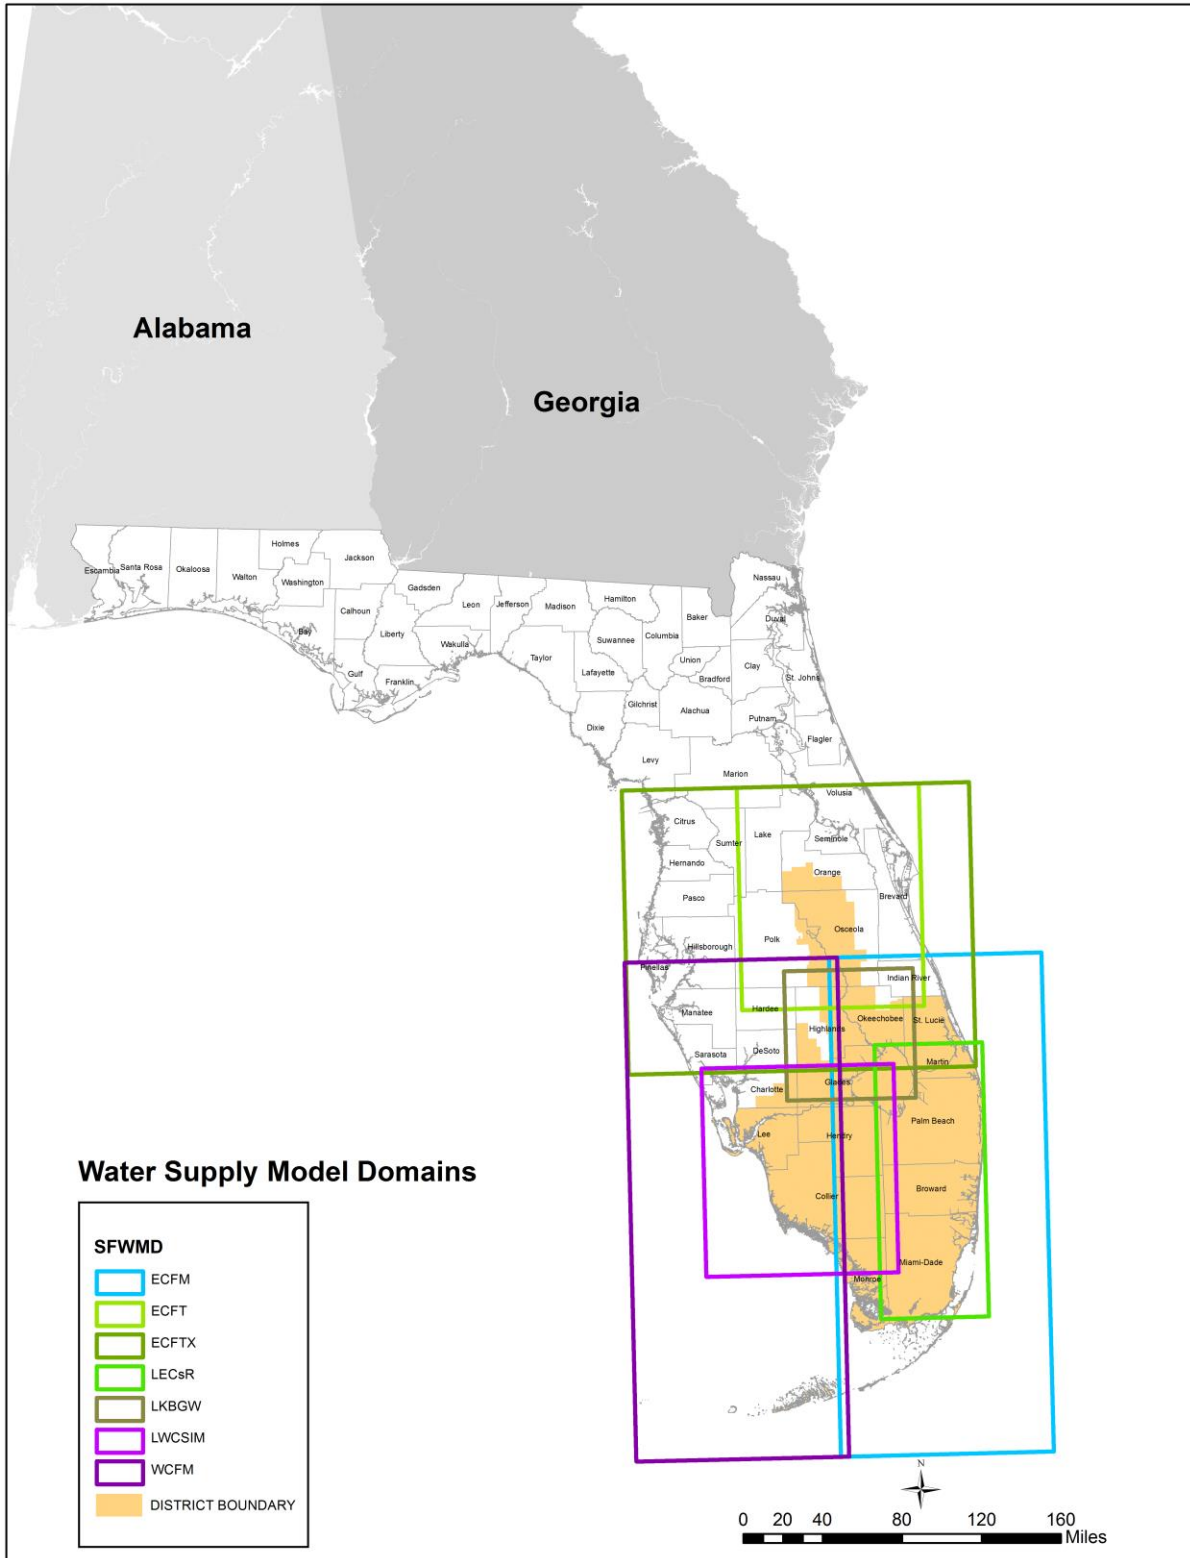 Alabama
Georgia
Holmes
Jackson
Escambia
Santa Rosa
Okaloosa
Walton
Washington
Gadsden
Leon
Jefferson
Madison
Hamilton
Nassau
Calhoun
Bay
Liberty
Wakulla
Taylor
Suwannee
Columbia
Baker
Duval
Gulf
Franklin
Lafayette
Union
Bradford
Clay
St. Johns
Dixie
Gilchrist
Alachua
Putnam
Flagler
Levy
Marion
Volusia
Citrus
Sumter
Lake
Seminole
Hernando
Orange
Pasco
Brevard
Osceola
Hillsborough
Polk
Pinellas
Indian River
Manatee
Hardee
Highlands
Okeechobee
St. Lucie
Sarasota
DeSoto
Martin
Charlotte
Glades
Palm Beach
Lee
Hendry
Collier
Broward
Miami-Dade
Monroe
Water Supply Model Domains
SFWMD
ECFM
ECFT
ECFTX
LECsR
LKBGW
LWCSIM
WCFM
DISTRICT BOUNDARY
N
0 20 40 80 120 160
Miles